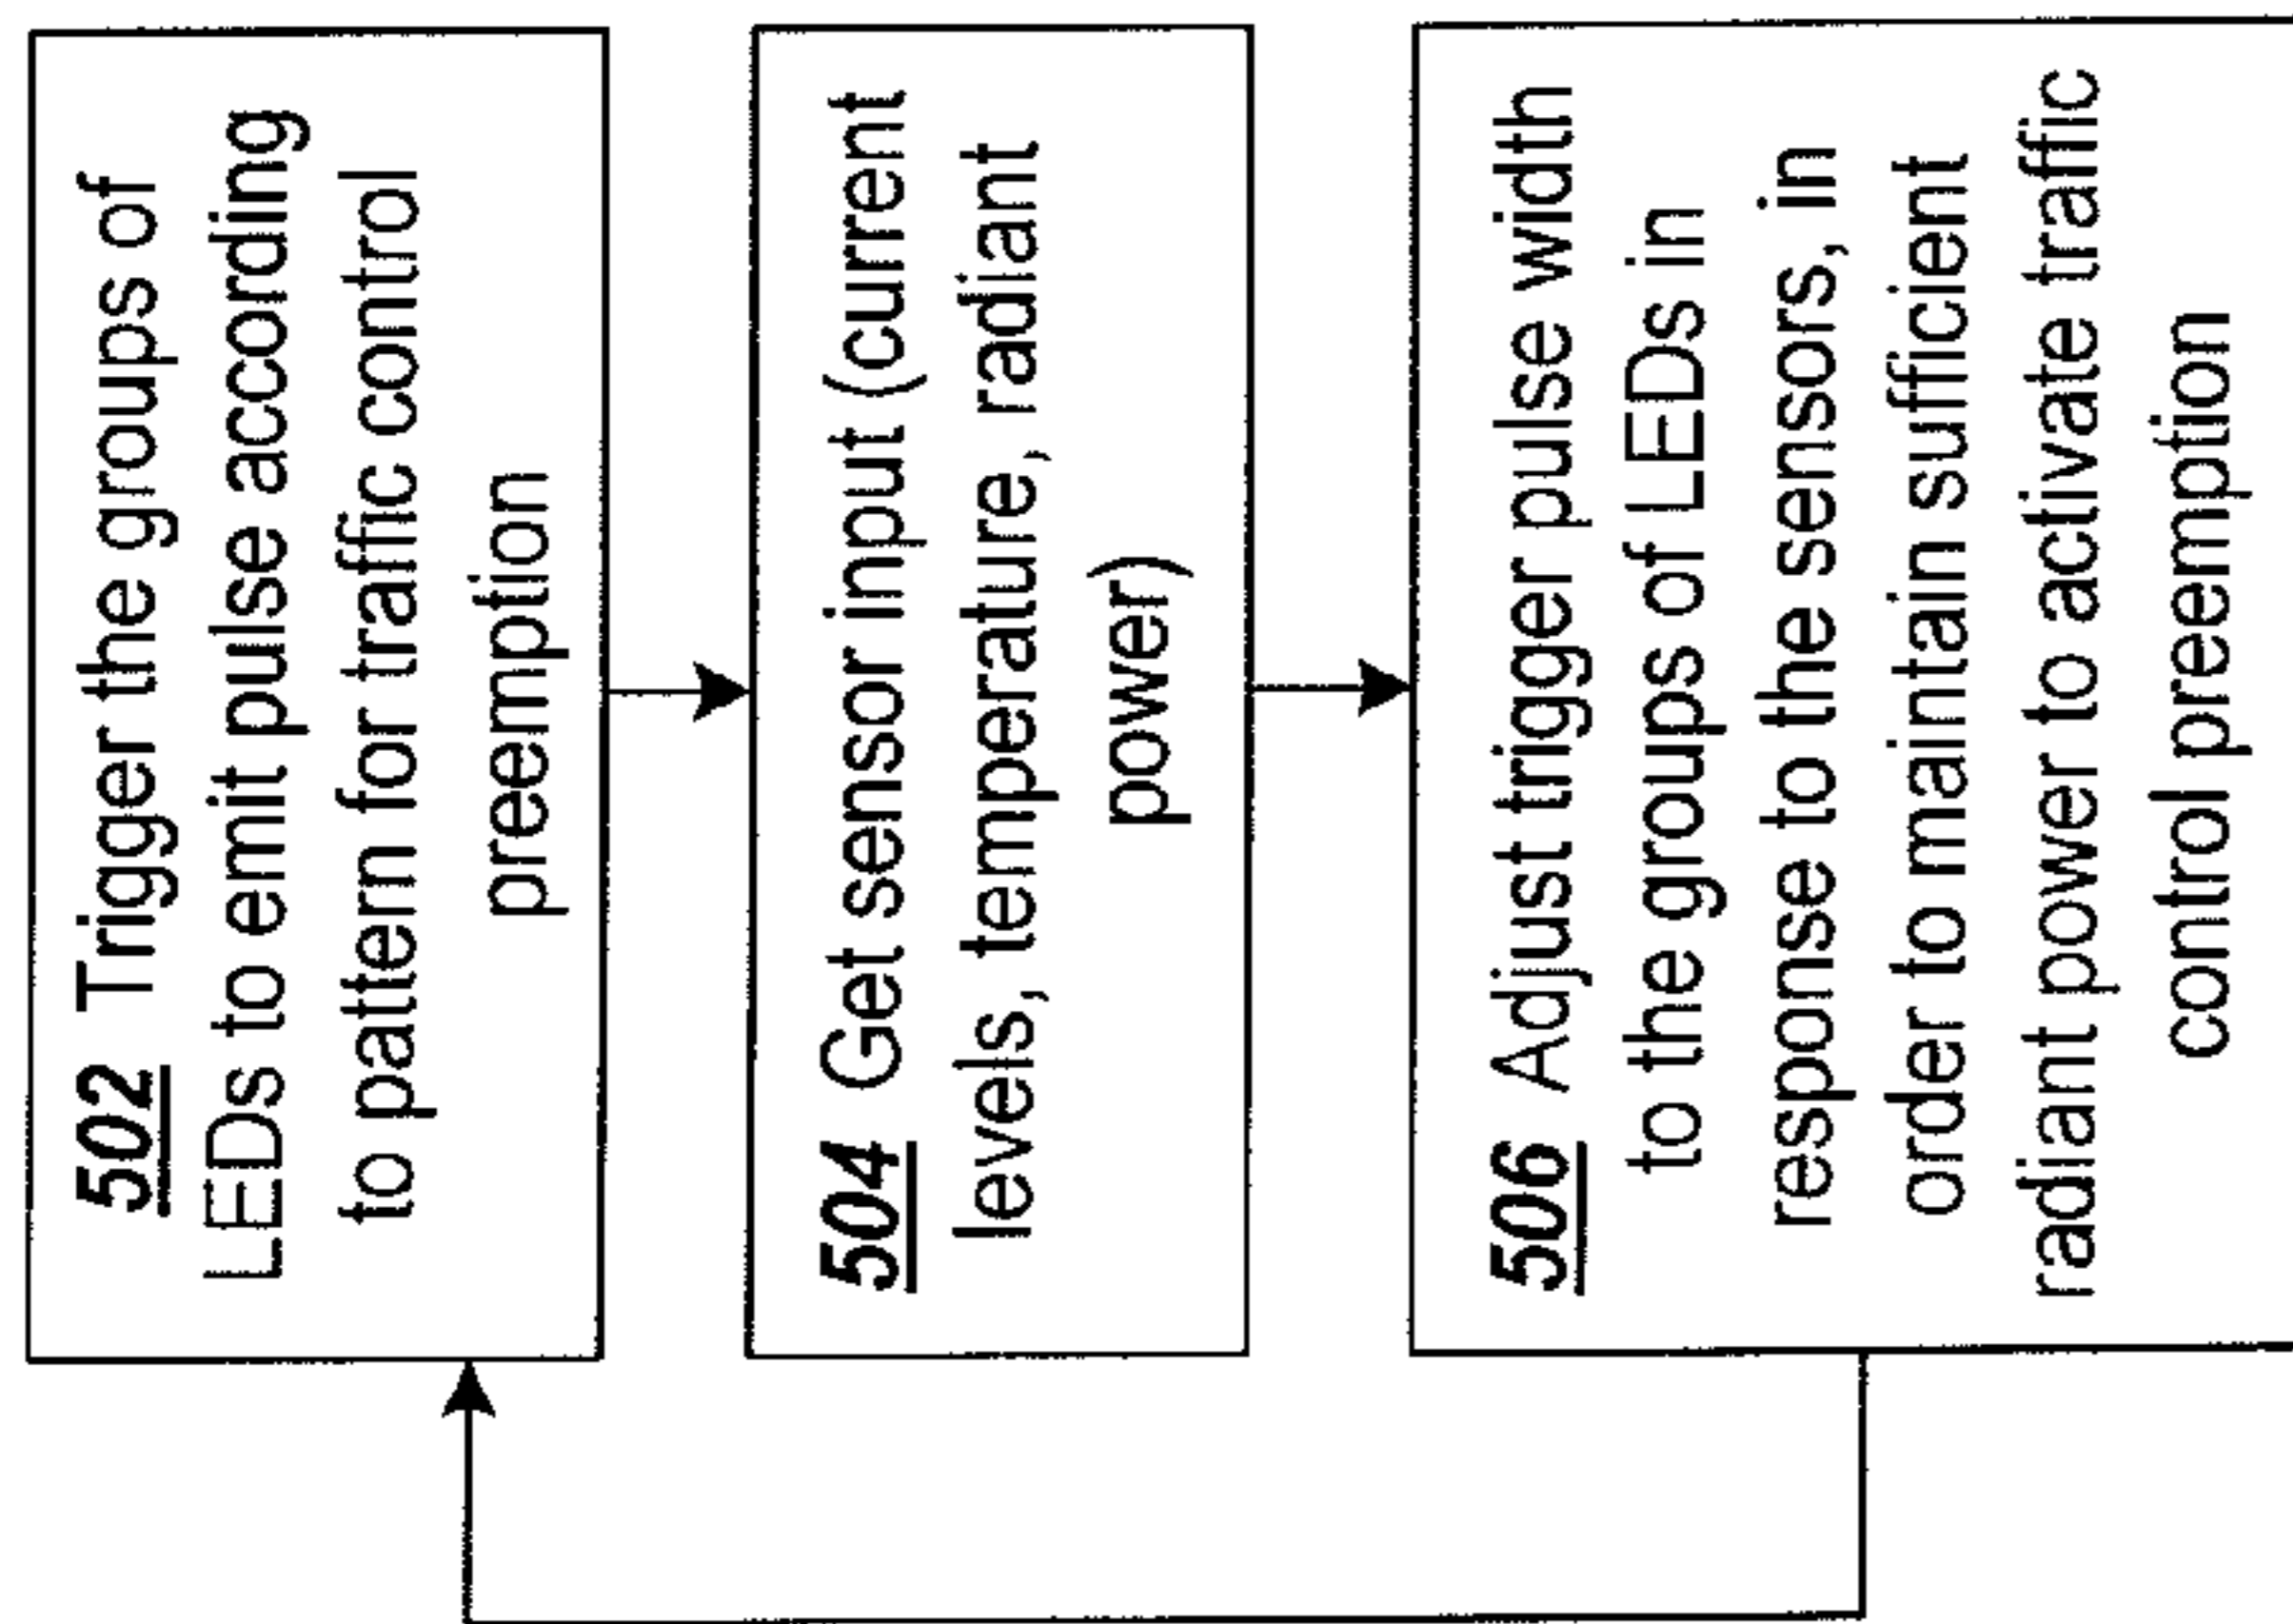 502 Trigger the groups of
LEDs to emit pulse according
to pattern for traffic control
preemption
504 Get sensor input (current
levels, temperature, radiant
power)
506 Adjust trigger pulse width
to the groups of LEDs in
response to the sensors, in
order to maintain sufficient
radiant power to activate traffic
control preemption